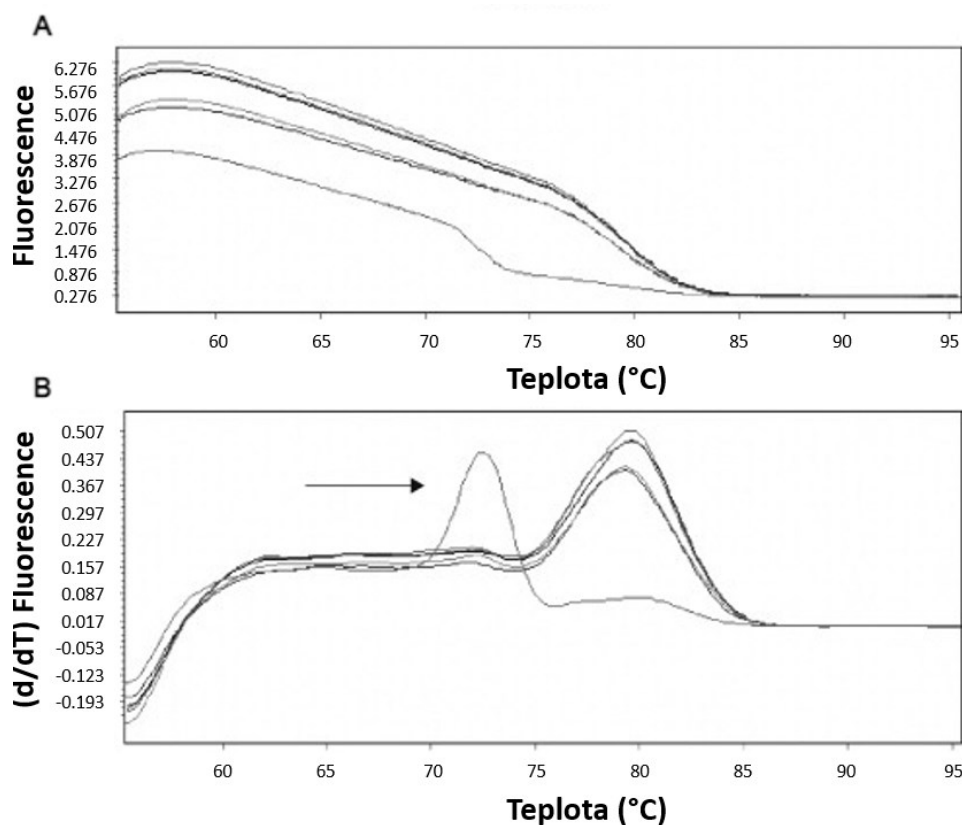 A
Fluorescence
6.276
5.676
5.076
4.476
3.876
3.276
2.676
2.076
1.476
0.876
0.276
60 65 70 75 80 85 90 95
Teplota (°C)
B
(d/dT) Fluorescence
0.507
0.437
0.367
0.297
0.227
0.157
0.087
0.017
-0.053
-0.123
-0.193
60 65 70 75 80 85 90 95
Teplota (°C)